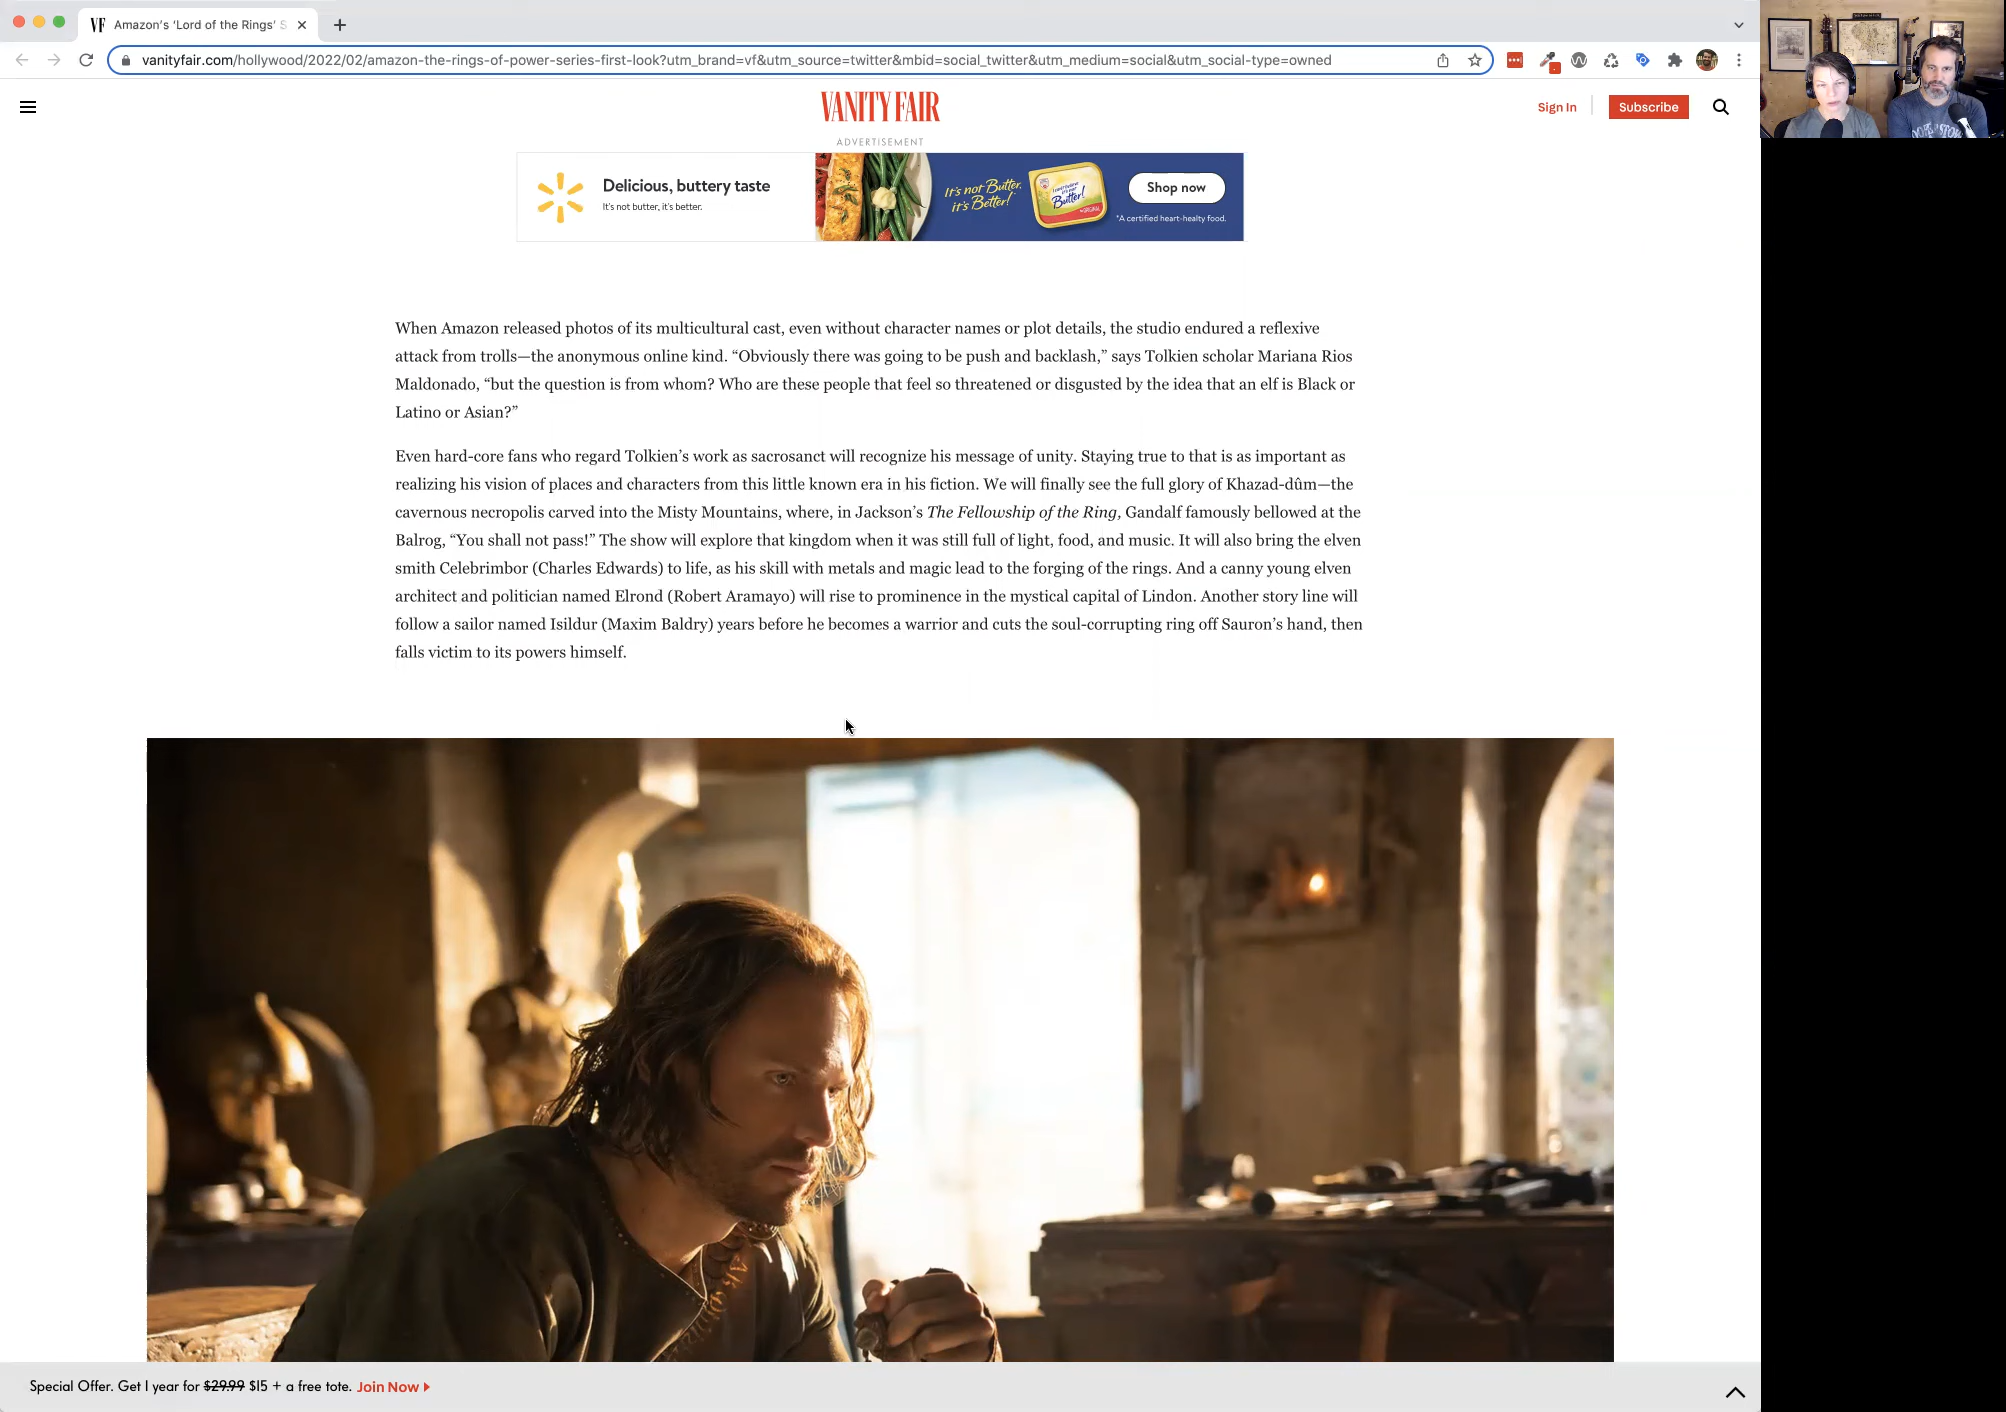 VF Amazon’s ‘Lord of the Rings’ S
vanityfair.com/hollywood/2022/02/amazon-the-rings-of-power-series-first-look?utm_brand=vf&utm_source=twitter&mbid=social_twitter&utm_medium=social&utm_social-type=owned
VANITY FAIR
Sign In
Subscribe
ADVERTISEMENT
Delicious, buttery taste
It's not butter, it's better.
It's not Butter,
it's Better!
Butter!
Shop now
*A certified heart-healty food.
When Amazon released photos of its multicultural cast, even without character names or plot details, the studio endured a reflexive
attack from trolls—the anonymous online kind. “Obviously there was going to be push and backlash,” says Tolkien scholar Mariana Rios
Maldonado, “but the question is from whom? Who are these people that feel so threatened or disgusted by the idea that an elf is Black or
Latino or Asian?”
Even hard-core fans who regard Tolkien’s work as sacrosanct will recognize his message of unity. Staying true to that is as important as
realizing his vision of places and characters from this little known era in his fiction. We will finally see the full glory of Khazad-dûm—the
cavernous necropolis carved into the Misty Mountains, where, in Jackson’s The Fellowship of the Ring, Gandalf famously bellowed at the
Balrog, “You shall not pass!” The show will explore that kingdom when it was still full of light, food, and music. It will also bring the elven
smith Celebrimbor (Charles Edwards) to life, as his skill with metals and magic lead to the forging of the rings. And a canny young elven
architect and politician named Elrond (Robert Aramayo) will rise to prominence in the mystical capital of Lindon. Another story line will
follow a sailor named Isildur (Maxim Baldry) years before he becomes a warrior and cuts the soul-corrupting ring off Sauron’s hand, then
falls victim to its powers himself.
Special Offer. Get 1 year for $29.99 $15 + a free tote. Join Now